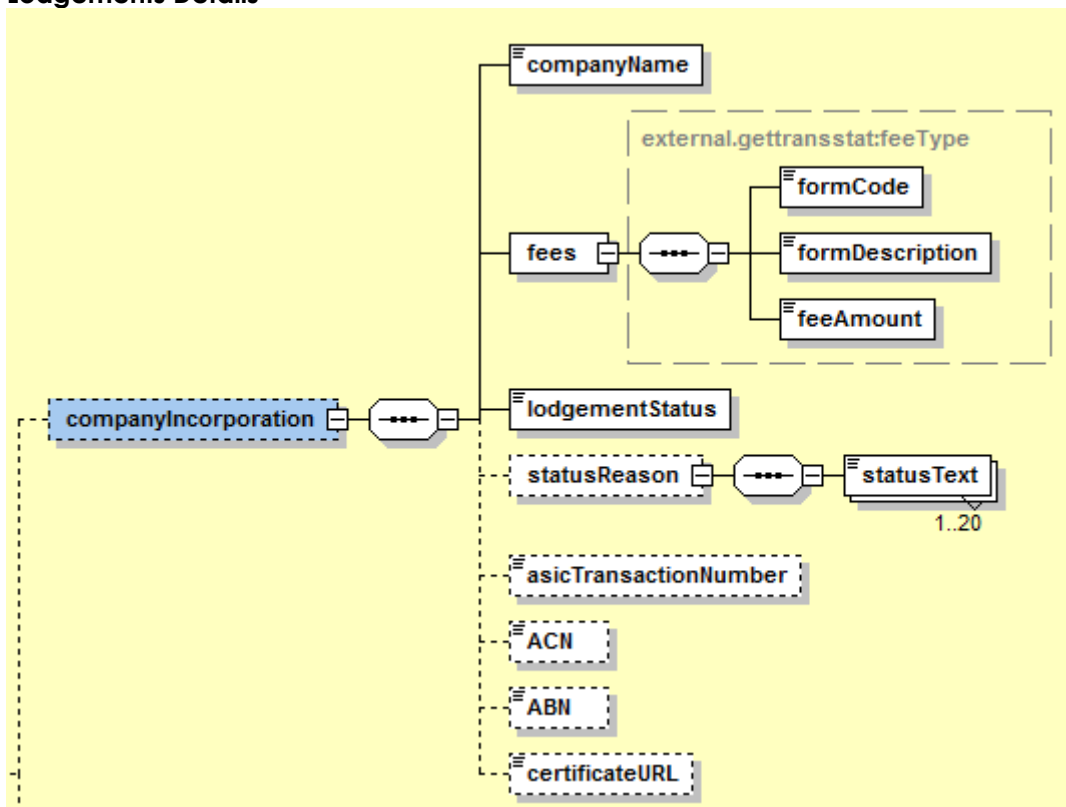 Lodgements Details
companyName
external.gettransstat:feeType
formCode
fees
formDescription
feeAmount
lodgementStatus
companyIncorporation
statusReason
statusText
1..20
asicTransactionNumber
ACN
ABN
certificateURL